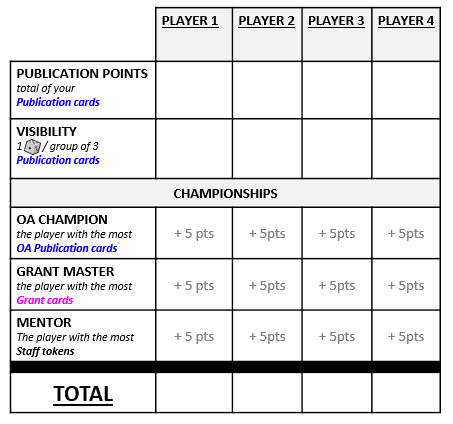 PLAYER 1 PLAYER 2 PLAYER 3 PLAYER 4
PUBLICATION POINTS
total of your
Publication cards
VISIBILITY
1 / group of 3
Publication cards
CHAMPIONSHIPS
OA CHAMPION
the player with the most
OA Publication cards
+ 5 pts + 5pts + 5pts + 5pts
GRANT MASTER
the player with the most
Grant cards
+ 5 pts + 5pts + 5pts + 5pts
MENTOR
The player with the most
Staff tokens
+ 5 pts + 5pts + 5pts + 5pts
TOTAL